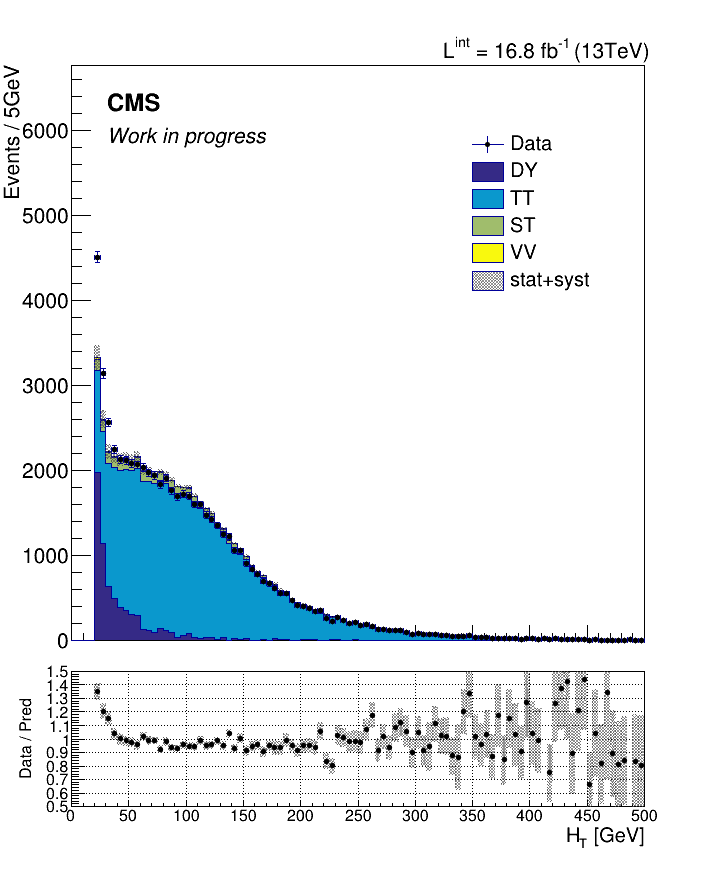 L^int = 16.8 fb^-1 (13TeV)
Events / 5GeV
CMS
Work in progress
Data
DY
TT
ST
VV
stat+syst
6000
5000
4000
3000
2000
1000
0
Data / Pred
1.5
1.4
1.3
1.2
1.1
1
0.9
0.8
0.7
0.6
0.5
0 50 100 150 200 250 300 350 400 450 500
H_T [GeV]